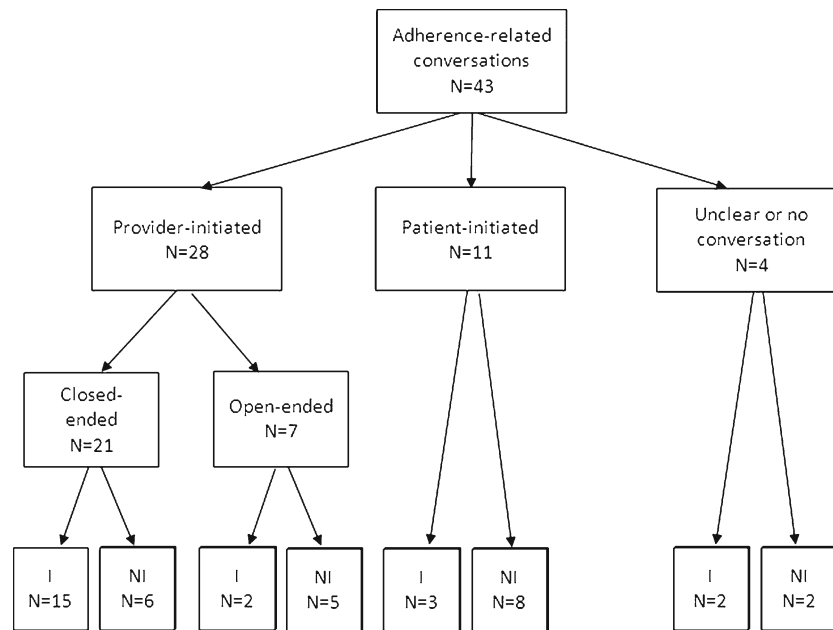 Adherence-related
conversations
N=43
Provider-initiated
N=28
Patient-initiated
N=11
Unclear or no
conversation
N=4
Closed-
ended
N=21
Open-ended
N=7
I
N=15
NI
N=6
I
N=2
NI
N=5
I
N=3
NI
N=8
I
N=2
NI
N=2